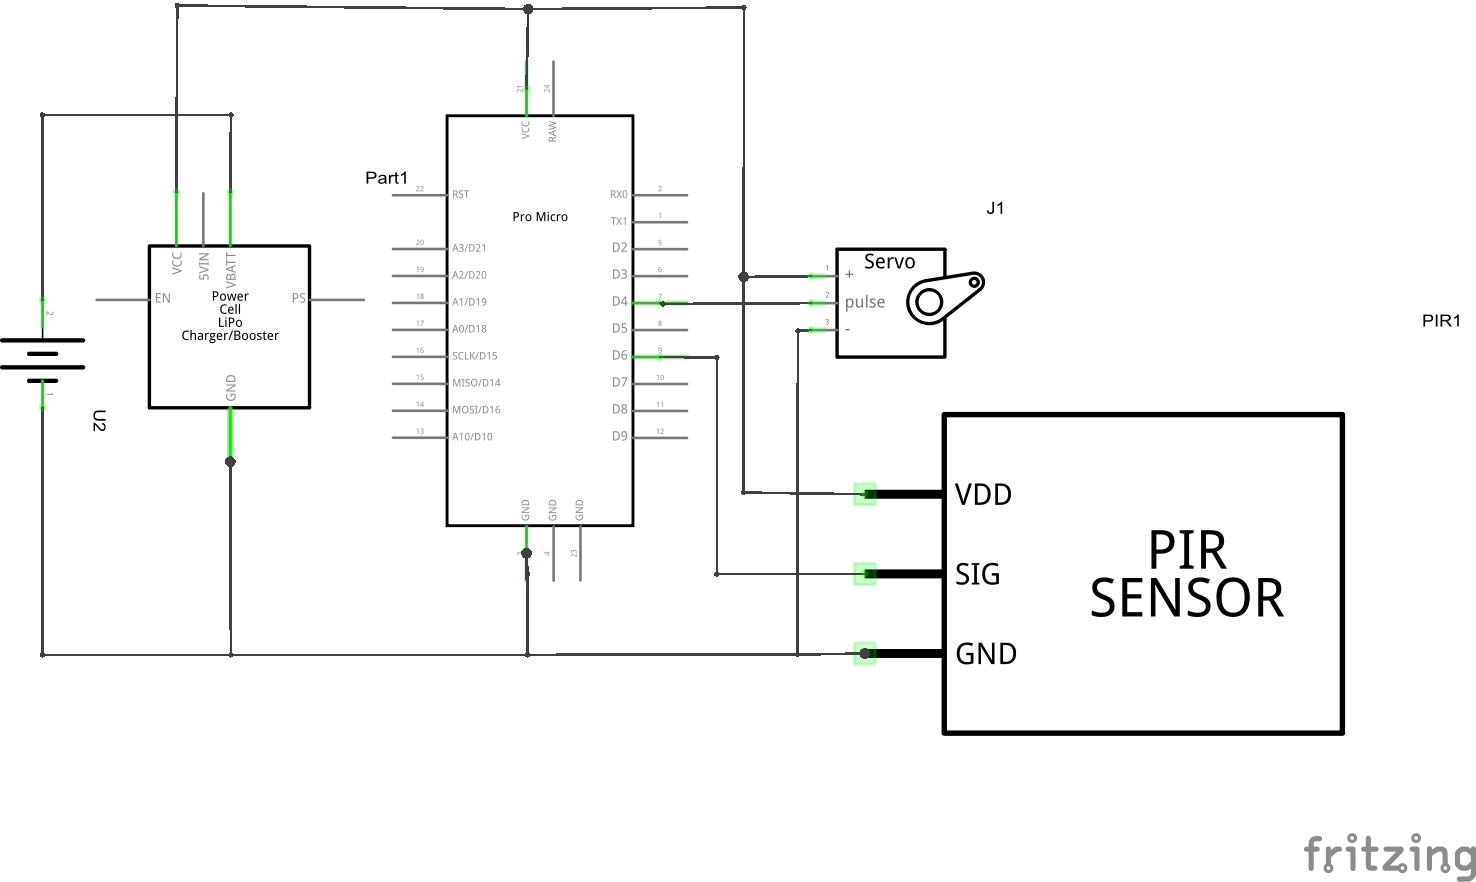 21
24
VCC
RAW
Part1
22
RST
RX0
2
Pro Micro
TX1
1
20
A3/D21
D2
5
19
A2/D20
D3
6
18
A1/D19
D4
7
17
A0/D18
D5
8
16
SCLK/D15
D6
9
15
MISO/D14
D7
10
14
MOSI/D16
D8
11
13
A10/D10
D9
12
GND
GND
GND
3
4
23
VCC
5VIN
VBATT
EN
PS
Power
Cell
LiPo
Charger/Booster
GND
2
1
U2
J1
Servo
1
+
2
pulse
3
-
PIR1
VDD
SIG
GND
PIR
SENSOR
fritzing